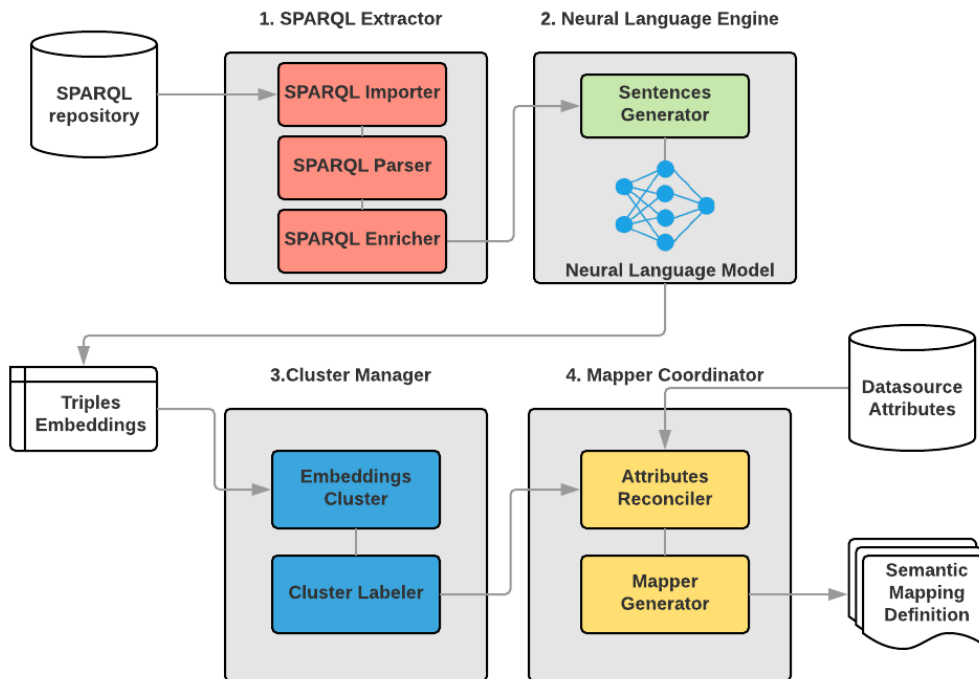 1. SPARQL Extractor
2. Neural Language Engine
SPARQL
repository
SPARQL Importer
SPARQL Parser
SPARQL Enricher
Sentences
Generator
Neural Language Model
Triples
Embeddings
3.Cluster Manager
4. Mapper Coordinator
Datasource
Attributes
Embeddings
Cluster
Cluster Labeler
Attributes
Reconciler
Mapper
Generator
Semantic
Mapping
Definition